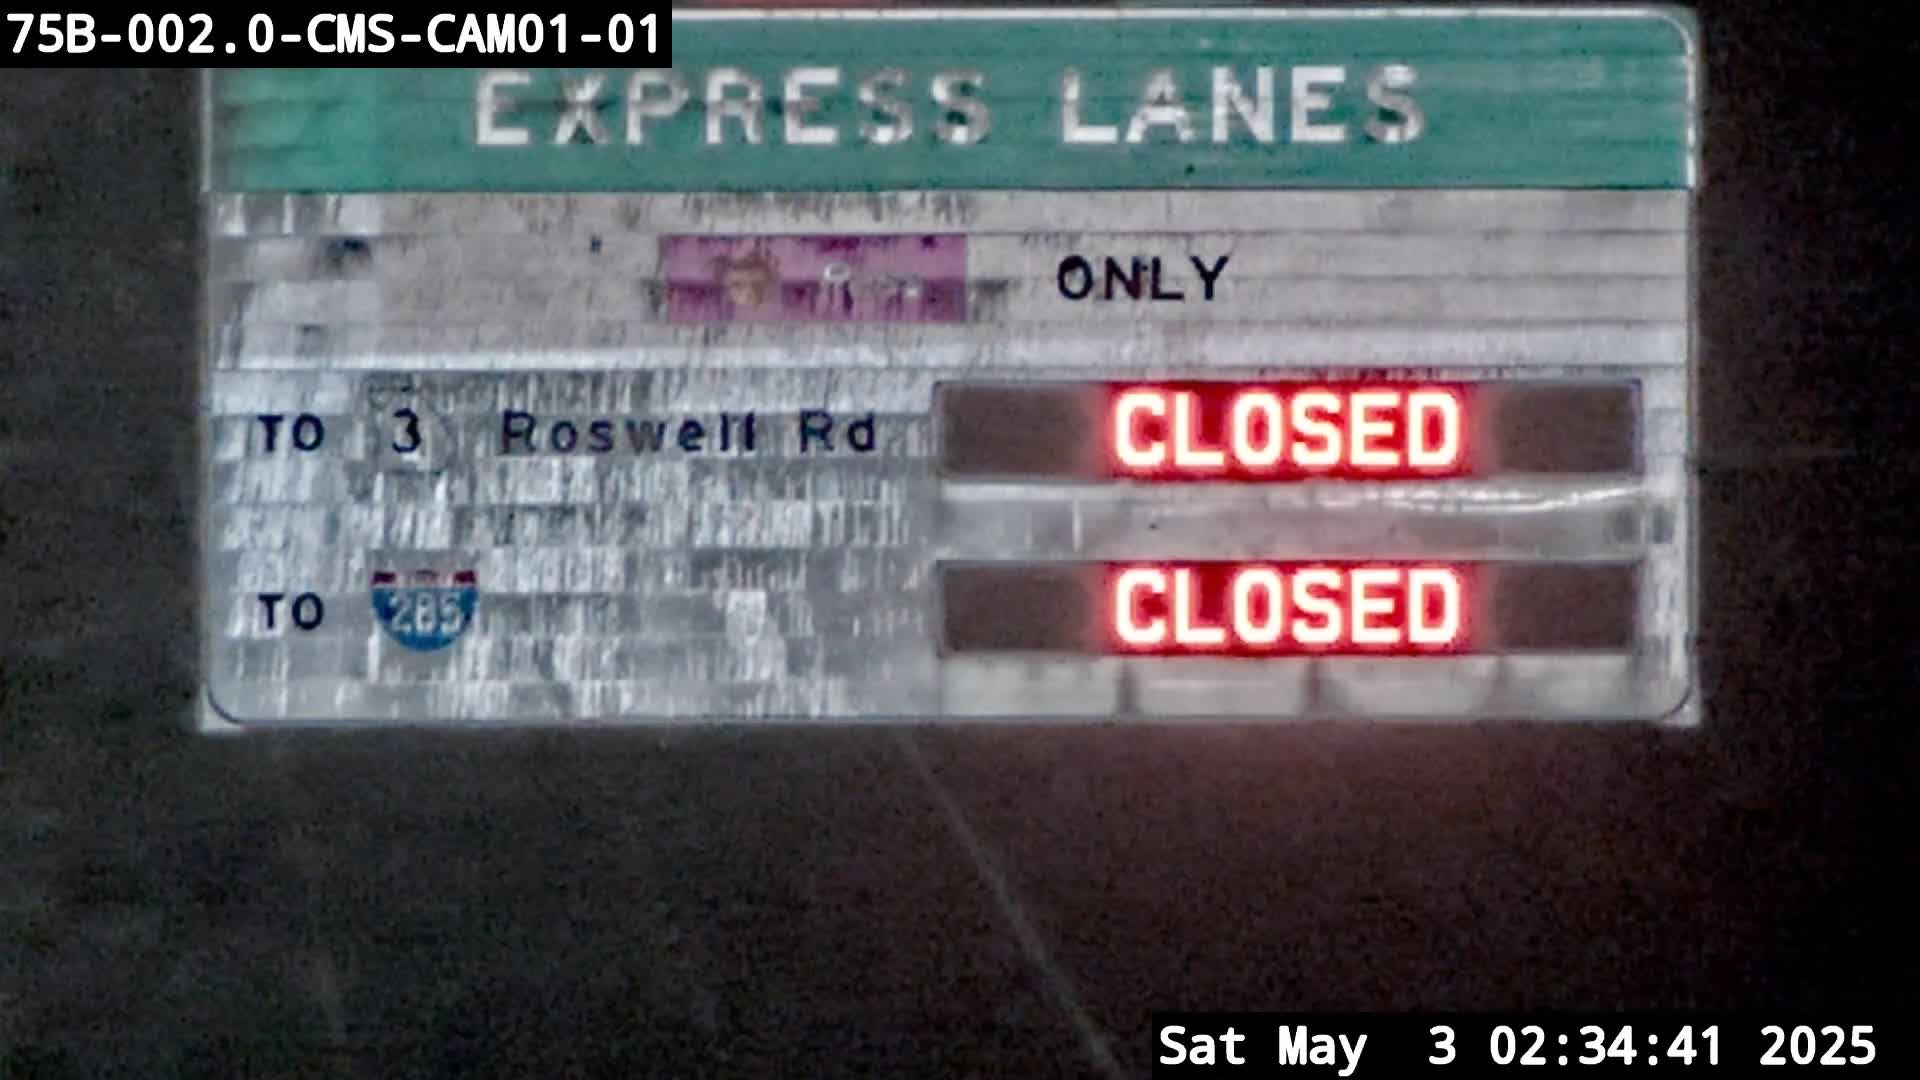 75B-002.0-CMS-CAM01-01
EXPRESS LANES
ONLY
TO 3 Roswell Rd CLOSED
TO 285 CLOSED
Sat May 3 02:34:41 2025